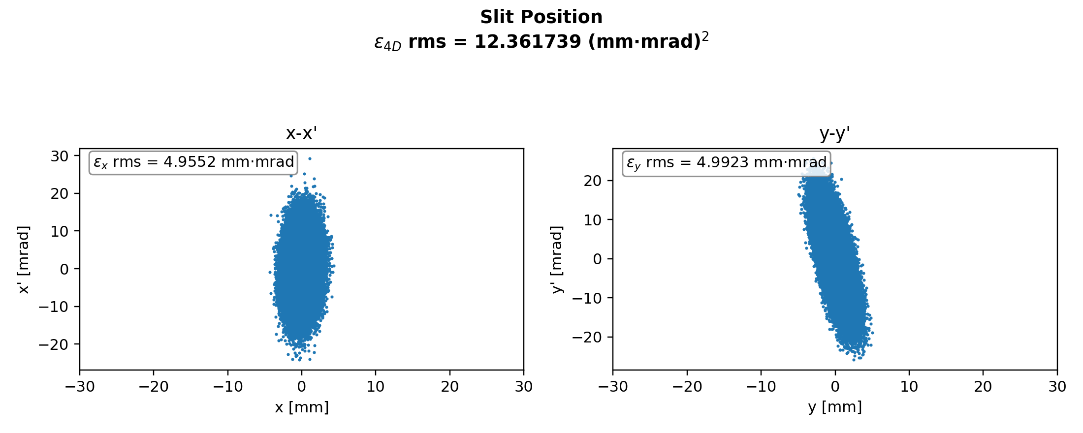 Slit Position
ε4D rms = 12.361739 (mm·mrad)²
x-x'
y-y'
εx rms = 4.9552 mm·mrad
εy rms = 4.9923 mm·mrad
30
20
10
0
−10
−20
x' [mrad]
−30
−20
−10
0
10
20
30
x [mm]
20
10
0
−10
−20
y' [mrad]
−30
−20
−10
0
10
20
30
y [mm]